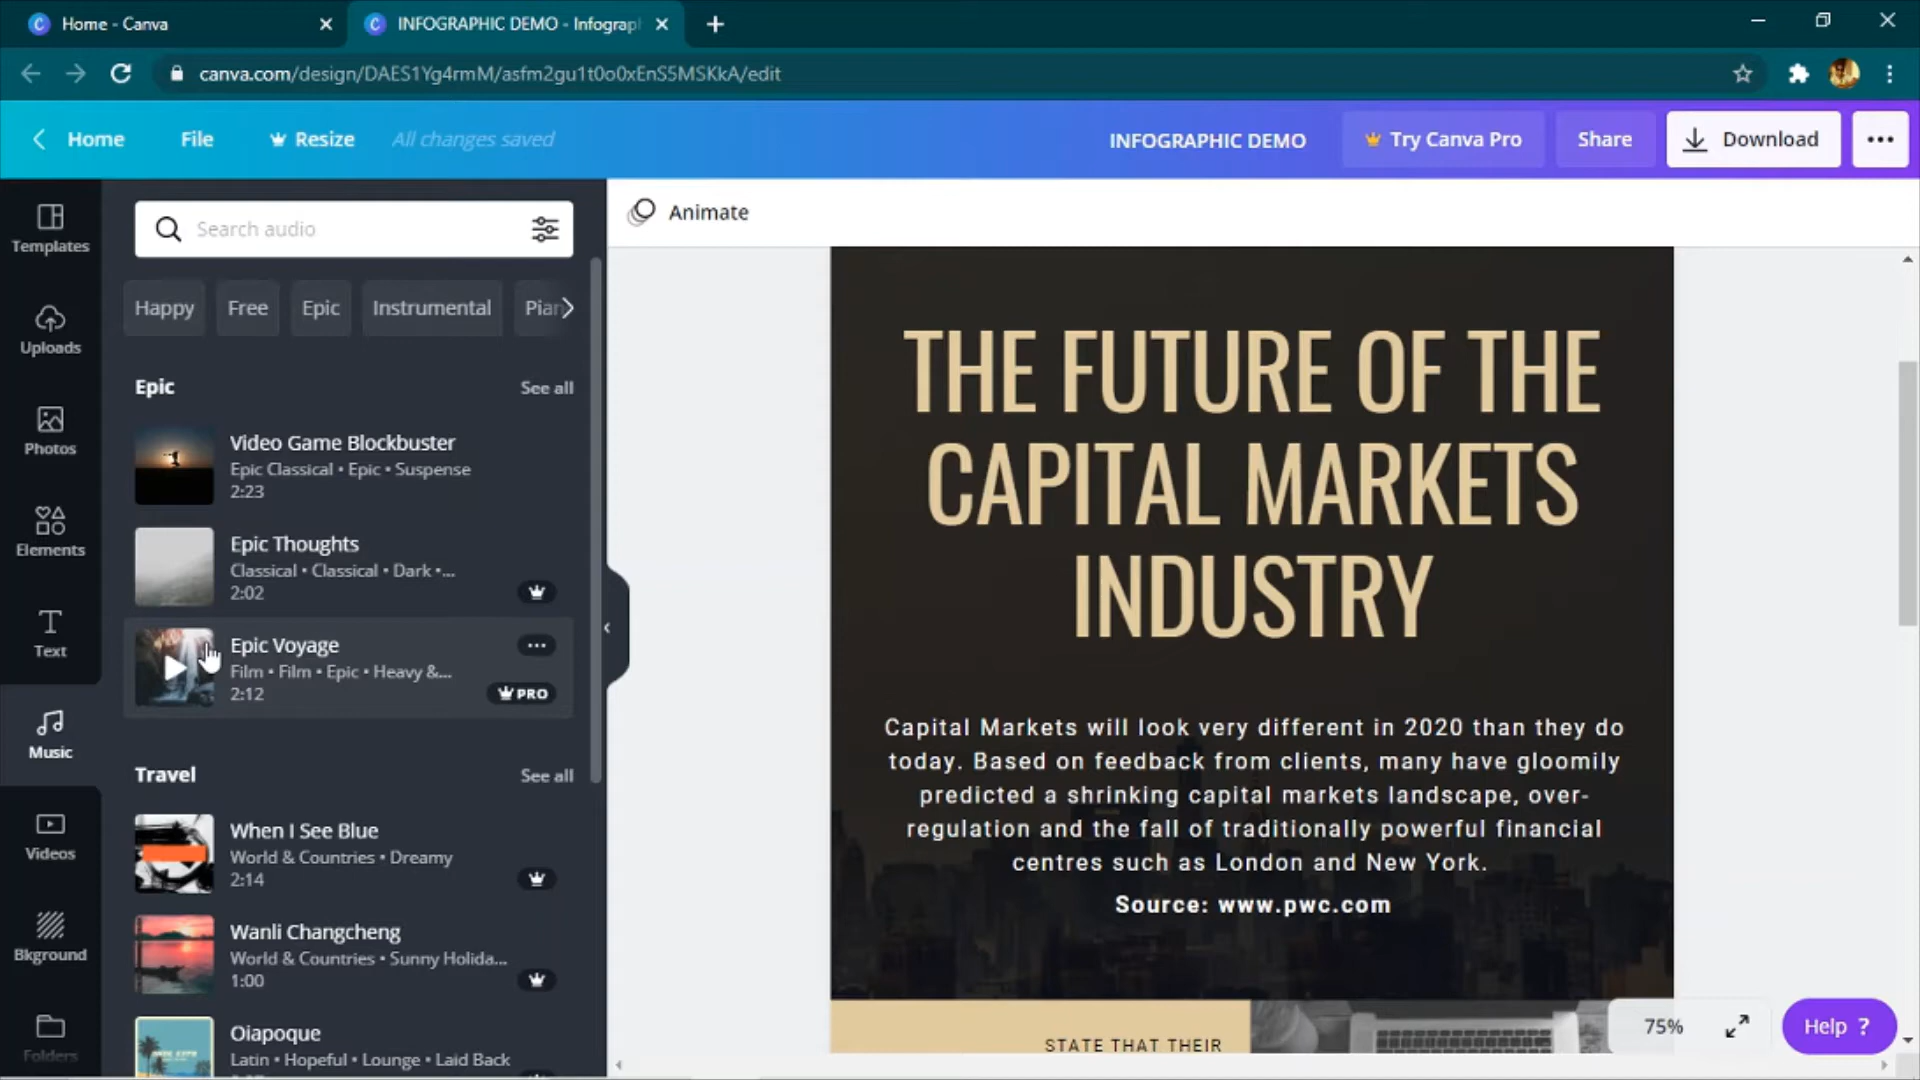 Home - Canva
INFOGRAPHIC DEMO - Infograp
canva.com/design/DAES1Yg4rmM/asfm2gu1t0o0xEnS5MSKkA/edit
Home
File
Resize
All changes saved
INFOGRAPHIC DEMO
Try Canva Pro
Share
Download
Templates
Uploads
Photos
Elements
Text
Music
Videos
Bkground
Folders
Search audio
Happy
Free
Epic
Instrumental
Pian
Epic
See all
Video Game Blockbuster
Epic Classical • Epic • Suspense
2:23
Epic Thoughts
Classical • Classical • Dark •...
2:02
Epic Voyage
Film • Film • Epic • Heavy &...
2:12
PRO
Travel
See all
When I See Blue
World & Countries • Dreamy
2:14
Wanli Changcheng
World & Countries • Sunny Holida...
1:00
Oiapoque
Latin • Hopeful • Lounge • Laid Back
Animate
THE FUTURE OF THE
CAPITAL MARKETS
INDUSTRY
Capital Markets will look very different in 2020 than they do
today. Based on feedback from clients, many have gloomily
predicted a shrinking capital markets landscape, over-
regulation and the fall of traditionally powerful financial
centres such as London and New York.
Source: www.pwc.com
STATE THAT THEIR
75%
Help ?